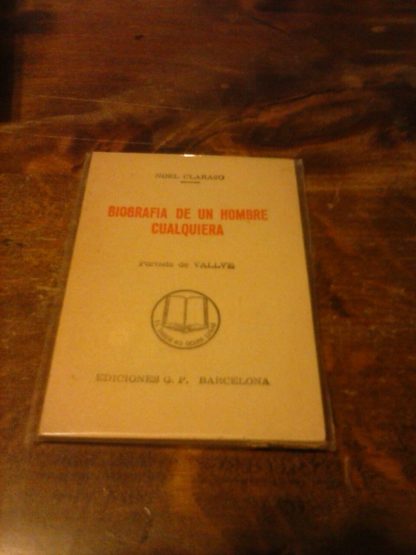 NOEL CLARASO
BIOGRAFIA DE UN HOMBRE
CUALQUIERA
Portada de VALLVE
EDICIONES G. P. BARCELONA